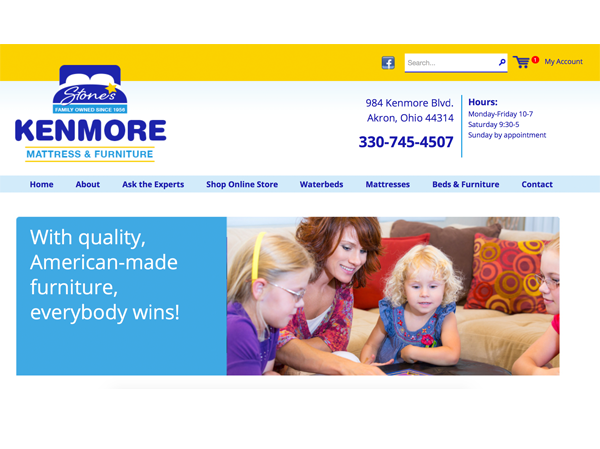 Search...
1
My Account
Stone's
FAMILY OWNED SINCE 1956
KENMORE
MATTRESS & FURNITURE
984 Kenmore Blvd.
Akron, Ohio 44314
330-745-4507
Hours:
Monday-Friday 10-7
Saturday 9:30-5
Sunday by appointment
Home About Ask the Experts Shop Online Store Waterbeds Mattresses Beds & Furniture Contact
With quality,
American-made
furniture,
everybody wins!